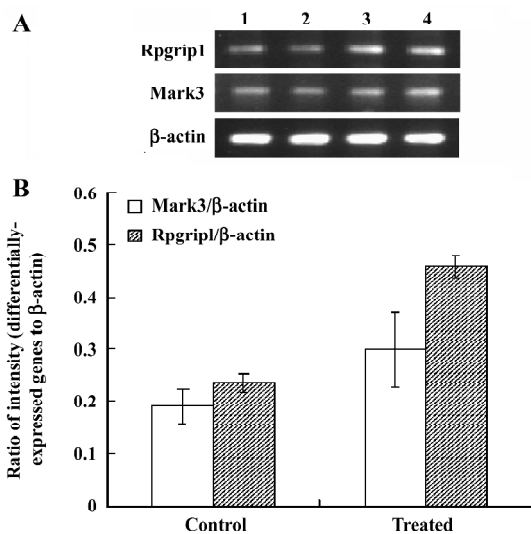 A
1 2 3 4
Rpgrip1
Mark3
β-actin
B
Ratio of intensity (differentially-
expressed genes to β-actin)
0.6
0.5
0.4
0.3
0.2
0.1
0
Mark3/β-actin
Rpgripl/β-actin
Control Treated